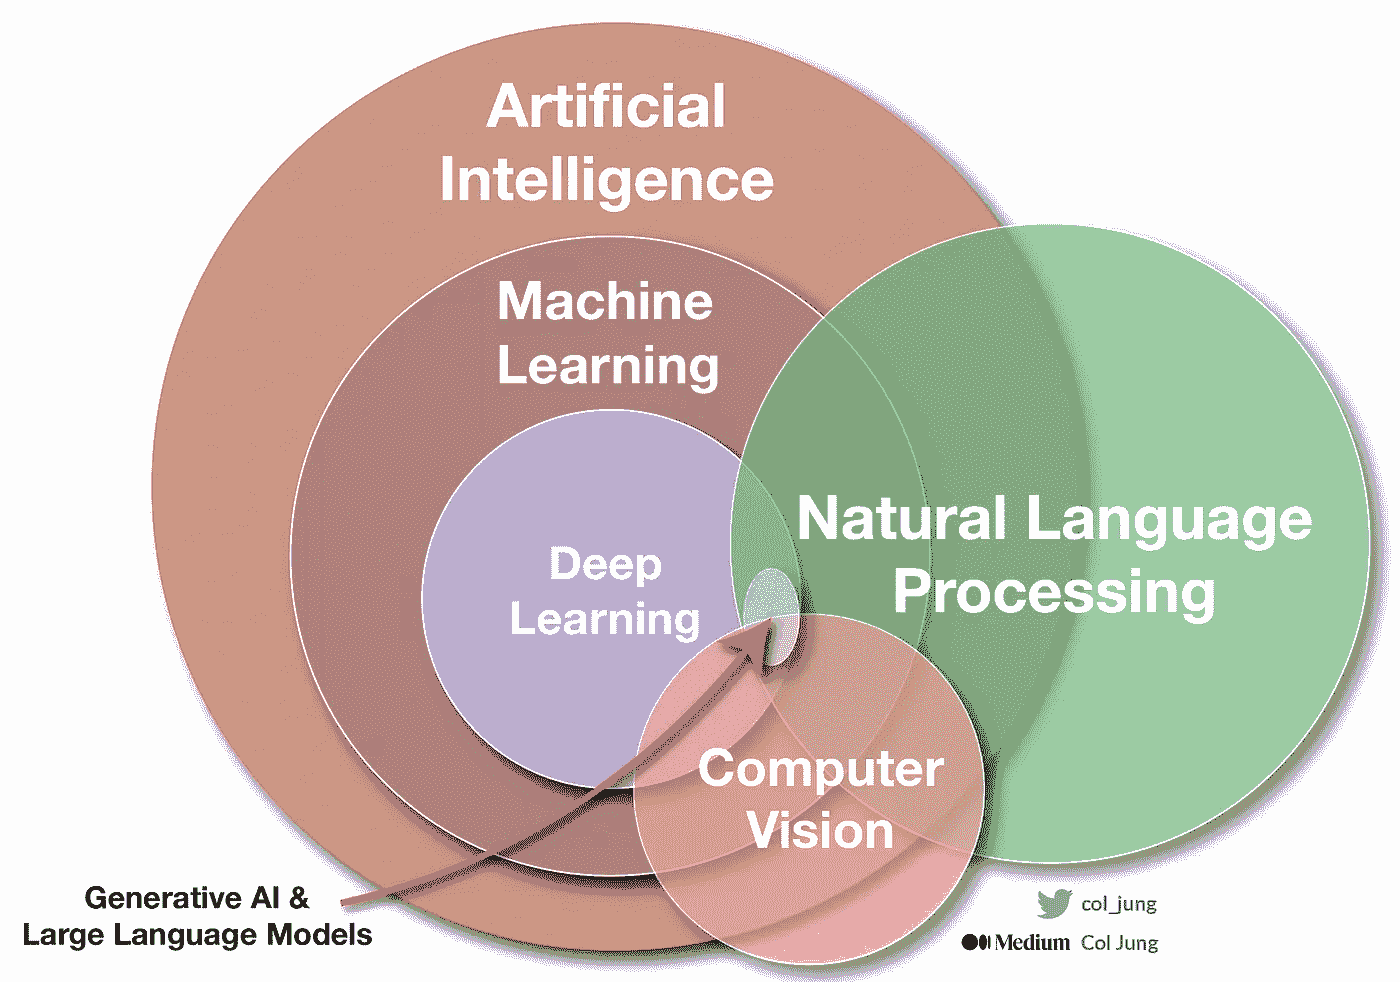 Artificial
Intelligence
Machine
Learning
Deep
Learning
Natural Language
Processing
Computer
Vision
Generative AI &
Large Language Models
col_jung
Medium Col Jung